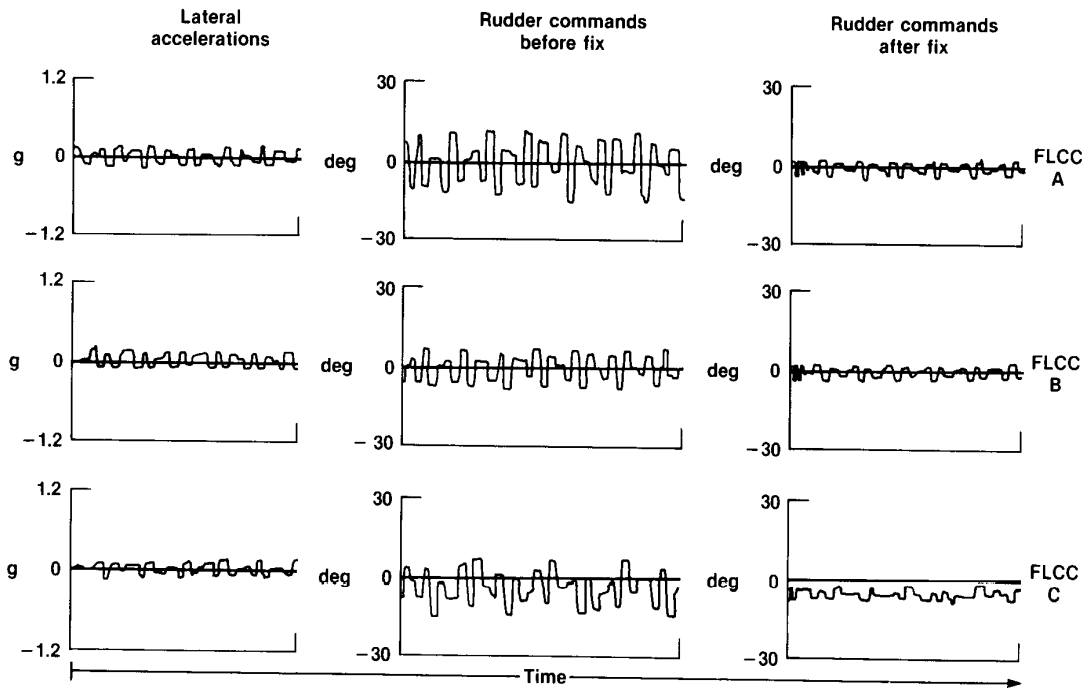 Lateral
accelerations
Rudder commands
before fix
Rudder commands
after fix
1.2
g 0
−1.2
30
deg 0
−30
30
deg 0
−30
FLCC
A
1.2
g 0
−1.2
30
deg 0
−30
30
deg 0
−30
FLCC
B
1.2
g 0
−1.2
30
deg 0
−30
30
deg 0
−30
FLCC
C
Time